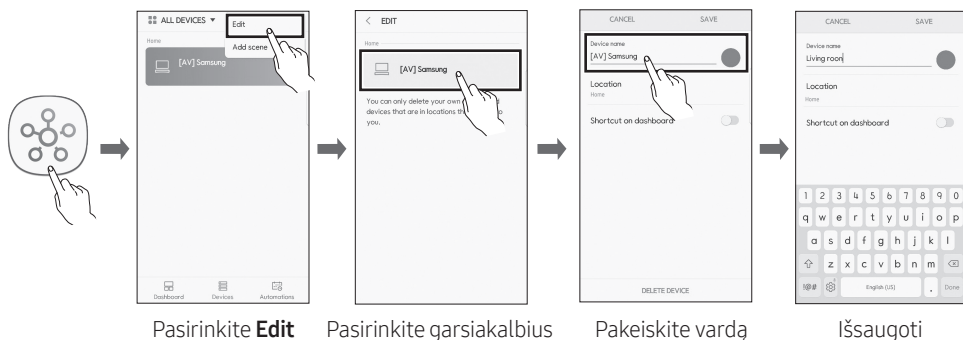 ALL DEVICES ▼
Edit
Add scene
Home
[AV] Samsung
Dashboard
Devices
Automations
Pasirinkite Edit
< EDIT
Home
[AV] Samsung
You can only delete your own
devices that are in locations
you.
Pasirinkite garsiakalbius
CANCEL SAVE
Device name
[AV] Samsung
Location
Home
Shortcut on dashboard
DELETE DEVICE
Pakeiskite vardą
CANCEL SAVE
Device name
Living roon
Location
Home
Shortcut on dashboard
1 2 3 4 5 6 7 8 9 0
q w e r t y u i o p
a s d f g h j k l
z x c v b n m
!@# English (US) . Done
Išsaugoti